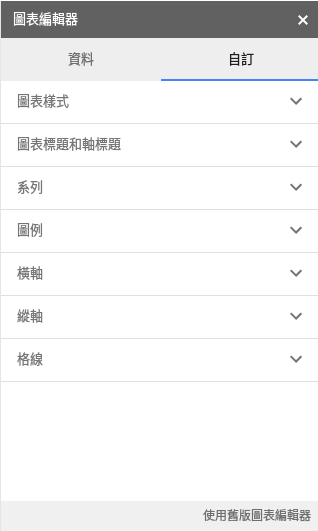 圖表編輯器
資料
自訂
圖表樣式
圖表標題和軸標題
系列
圖例
橫軸
縱軸
格線
使用舊版圖表編輯器